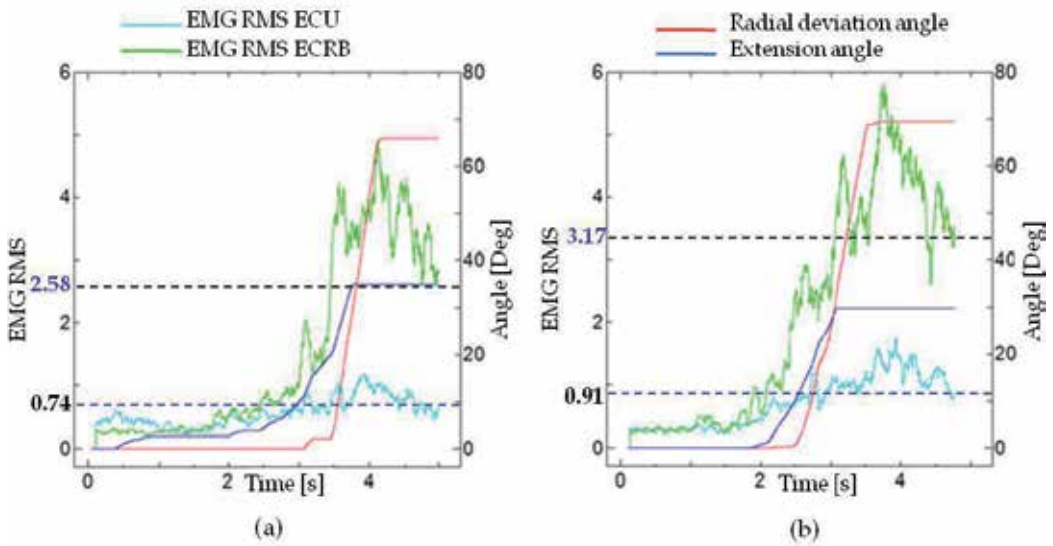 EMG RMS ECU
EMG RMS ECRB
Radial deviation angle
Extension angle
6
4
2.58
2
0.74
0
EMG RMS
80
60
40
20
0
Angle [Deg]
0
2
4
Time [s]
(a)
6
4
3.17
2
0.91
0
EMG RMS
80
60
40
20
0
Angle [Deg]
0
2
4
Time [s]
(b)